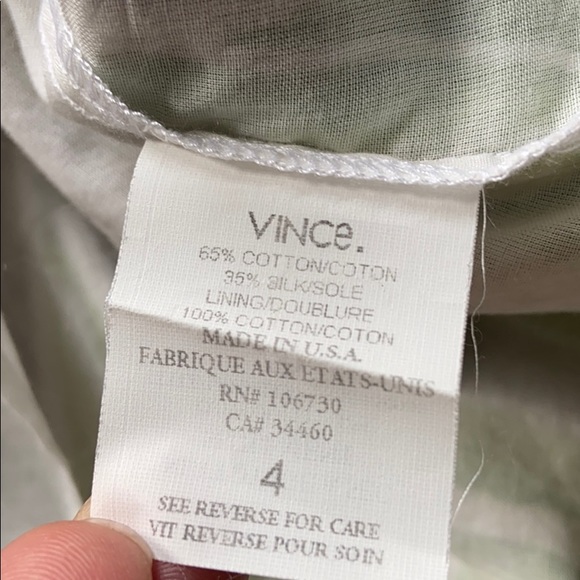 VINCe.
65% COTTON/COTON
35% SILK/SOLE
LINING/DOUBLURE
100% COTTON/COTON
MADE IN U.S.A.
FABRIQUE AUX ETATS-UNIS
RN# 106730
CA# 34460
4
SEE REVERSE FOR CARE
VIT REVERSE POUR SOIN